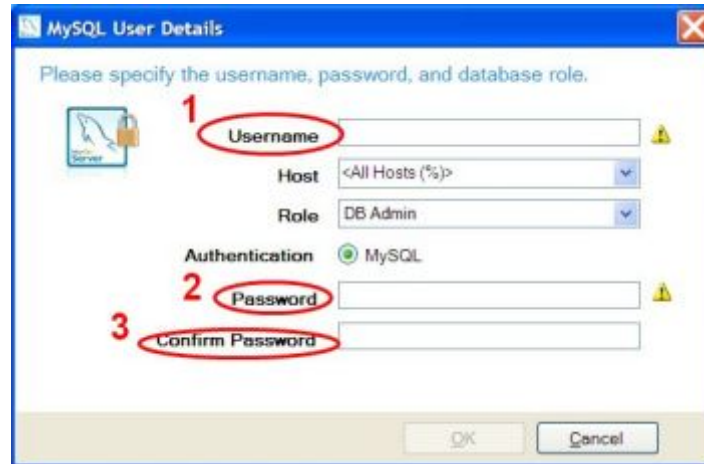 MySQL User Details
Please specify the username, password, and database role.
1
Username
Host <All Hosts (%)>
Role DB Admin
Authentication MySQL
2
Password
3
Confirm Password
Server
OK Cancel